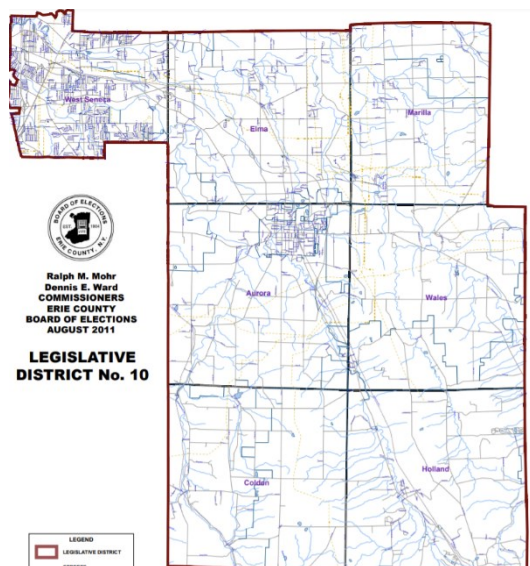 West Seneca
Elma
Marilla
BOARD OF ELECTIONS
EST.
ERIE COUNTY, N.Y.
Ralph M. Mohr
Dennis E. Ward
COMMISSIONERS
ERIE COUNTY
BOARD OF ELECTIONS
AUGUST 2011
LEGISLATIVE
DISTRICT No. 10
Aurora
Wales
Colden
Holland
LEGEND
LEGISLATIVE DISTRICT